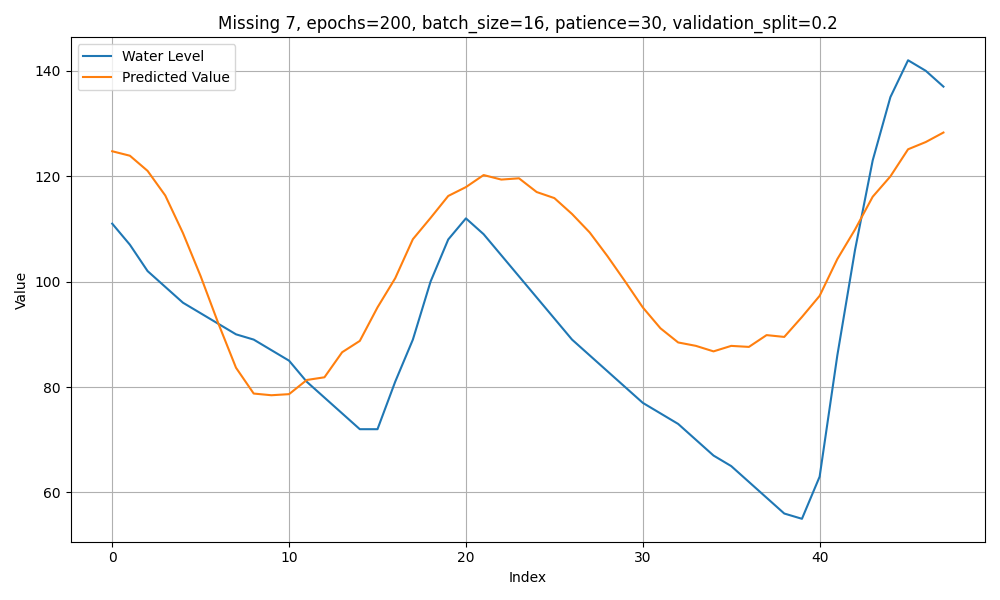 Missing 7, epochs=200, batch_size=16, patience=30, validation_split=0.2
Water Level
Predicted Value
140
120
100
80
60
Value
0 10 20 30 40
Index